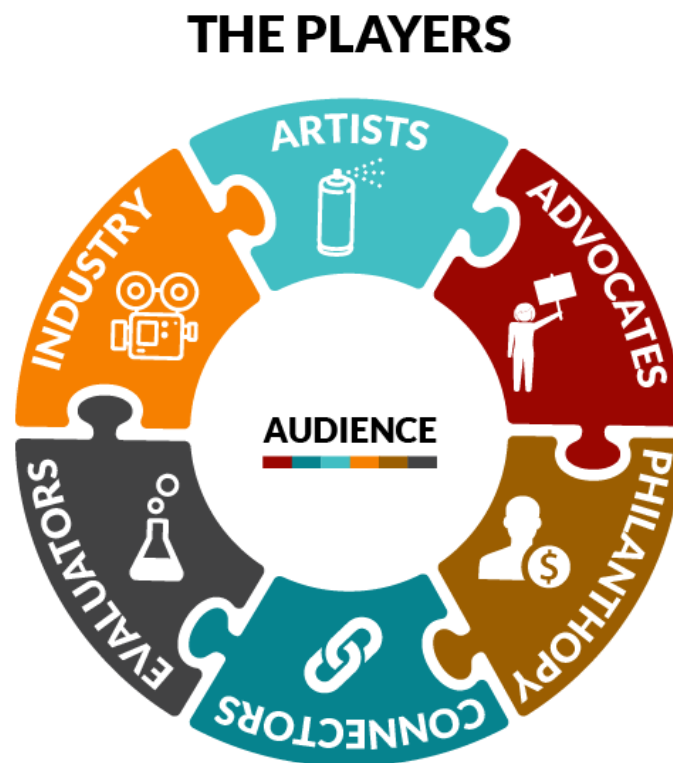 THE PLAYERS
ARTISTS
ADVOCATES
PHILANTHOPY
CONNECTORS
EVALUATORS
INDUSTRY
AUDIENCE
$